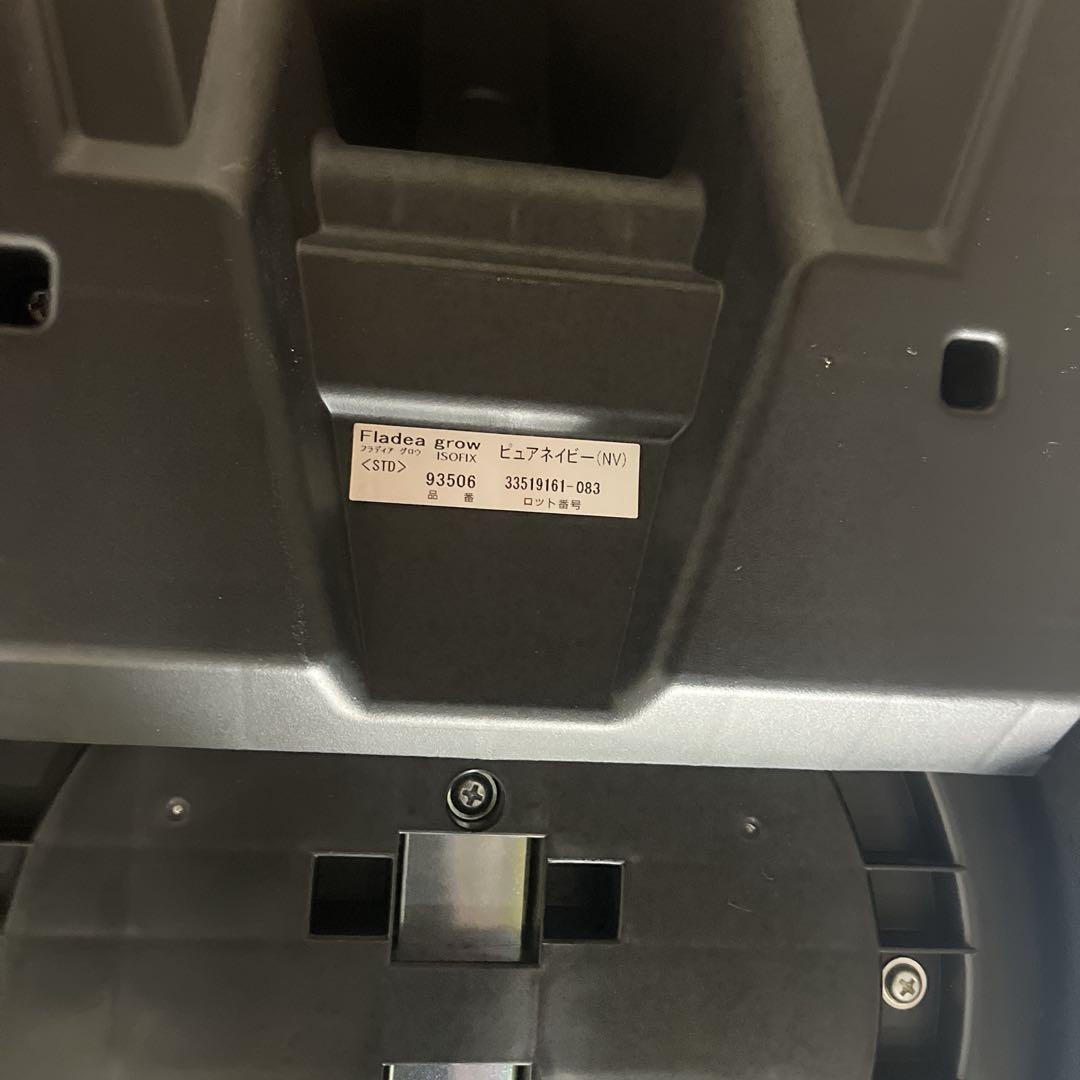 Fladea grow ピュアネイビー(NV)
フラディア グロウ ISOFIX
<STD>
93506 33519161-083
品番 ロット番号